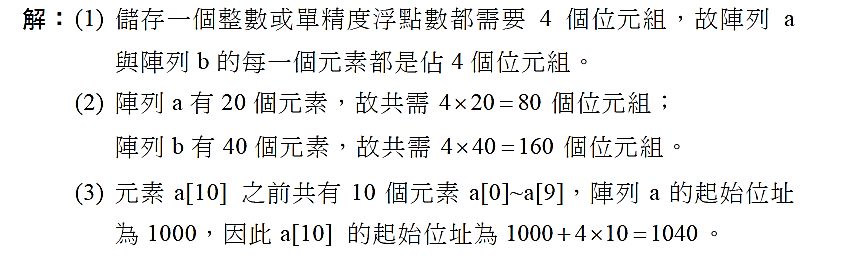 解：(1) 儲存一個整數或單精度浮點數都需要 4 個位元組，故陣列 a
與陣列 b 的每一個元素都是佔 4 個位元組。
(2) 陣列 a 有 20 個元素，故共需 4×20=80 個位元組；
陣列 b 有 40 個元素，故共需 4×40=160 個位元組。
(3) 元素 a[10] 之前共有 10 個元素 a[0]~a[9]，陣列 a 的起始位址
為 1000，因此 a[10] 的起始位址為 1000+4×10=1040。